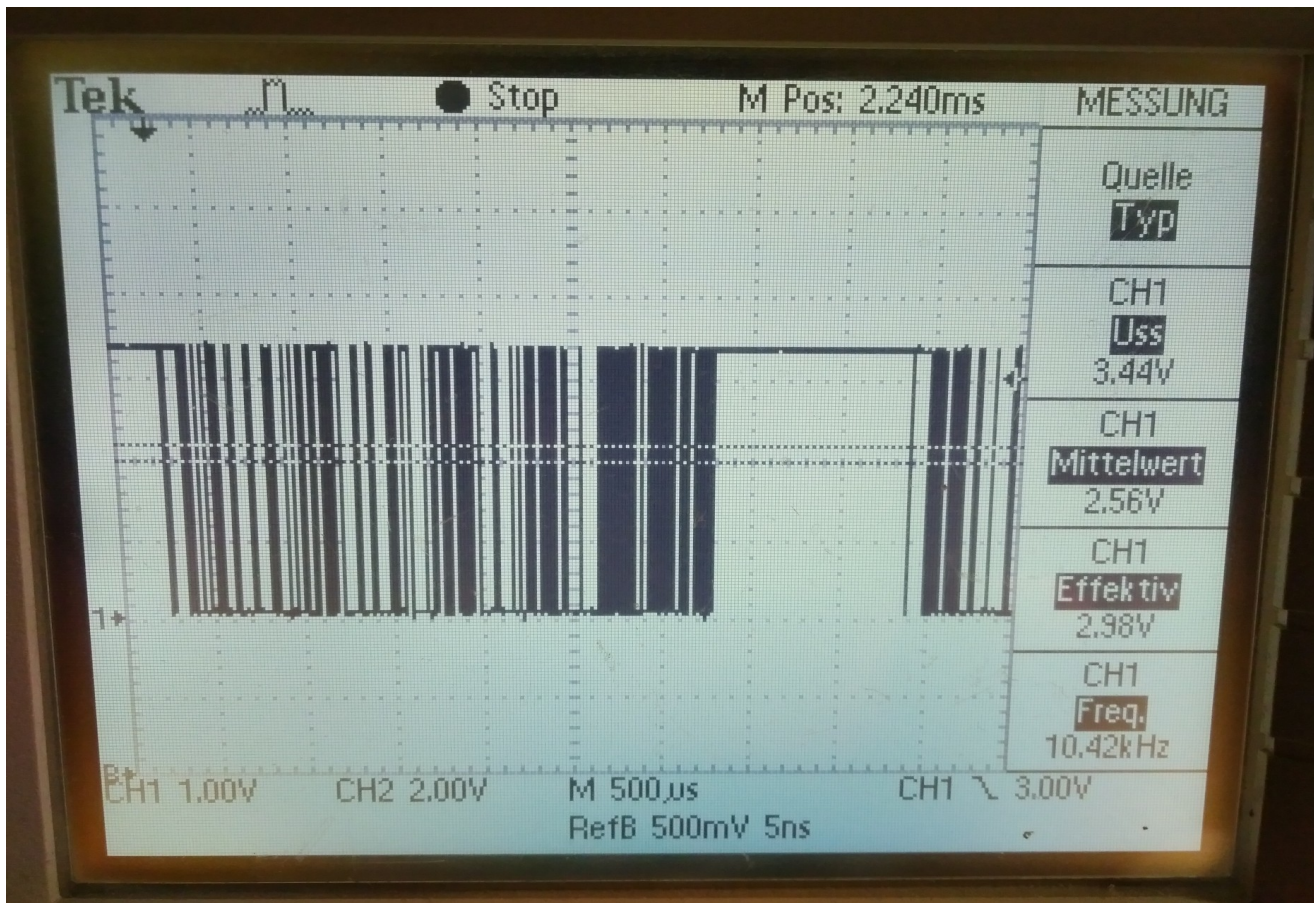 Tek Stop M Pos: 2.240ms MESSUNG
Quelle
Typ
CH1
Uss
3.44V
CH1
Mittelwert
2.56V
CH1
Effektiv
2.98V
CH1
Freq.
10.42kHz
1
B
CH1 1.00V CH2 2.00V M 500µs CH1 3.00V
RefB 500mV 5ns